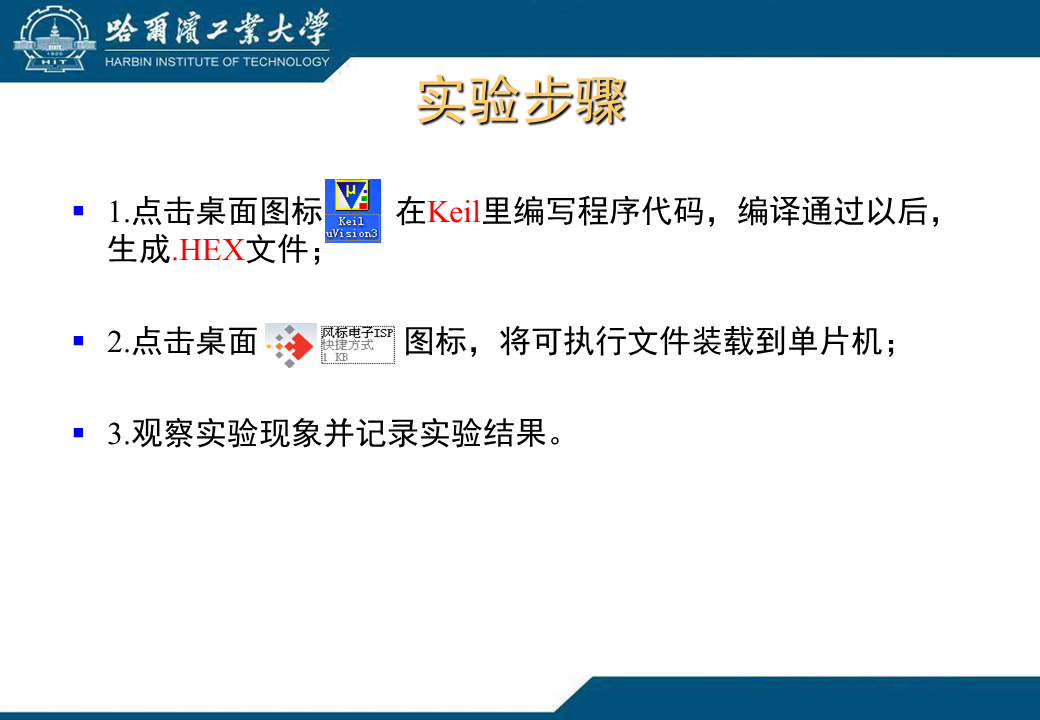 哈爾濱工業大學
HARBIN INSTITUTE OF TECHNOLOGY
HIT
实验步骤
1.点击桌面图标 在Keil里编写程序代码，编译通过以后，
μ
Keil
uVision3
生成.HEX文件；
2.点击桌面 图标，将可执行文件装载到单片机；
风标电子ISP
快捷方式
1 KB
3.观察实验现象并记录实验结果。